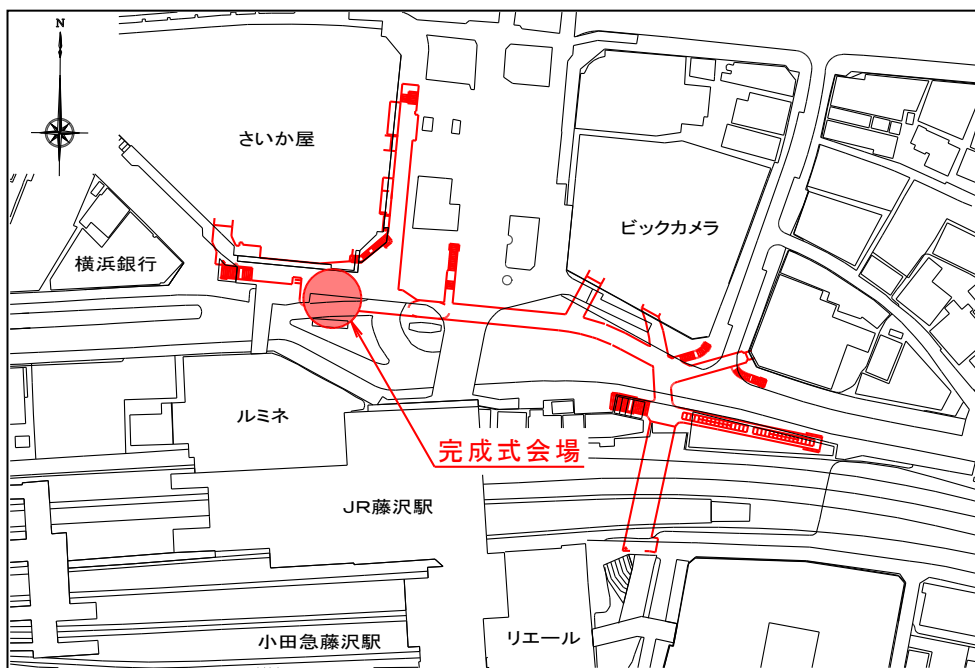 N
さいか屋
ビックカメラ
横浜銀行
ルミネ
完成式会場
JR藤沢駅
小田急藤沢駅
リエール